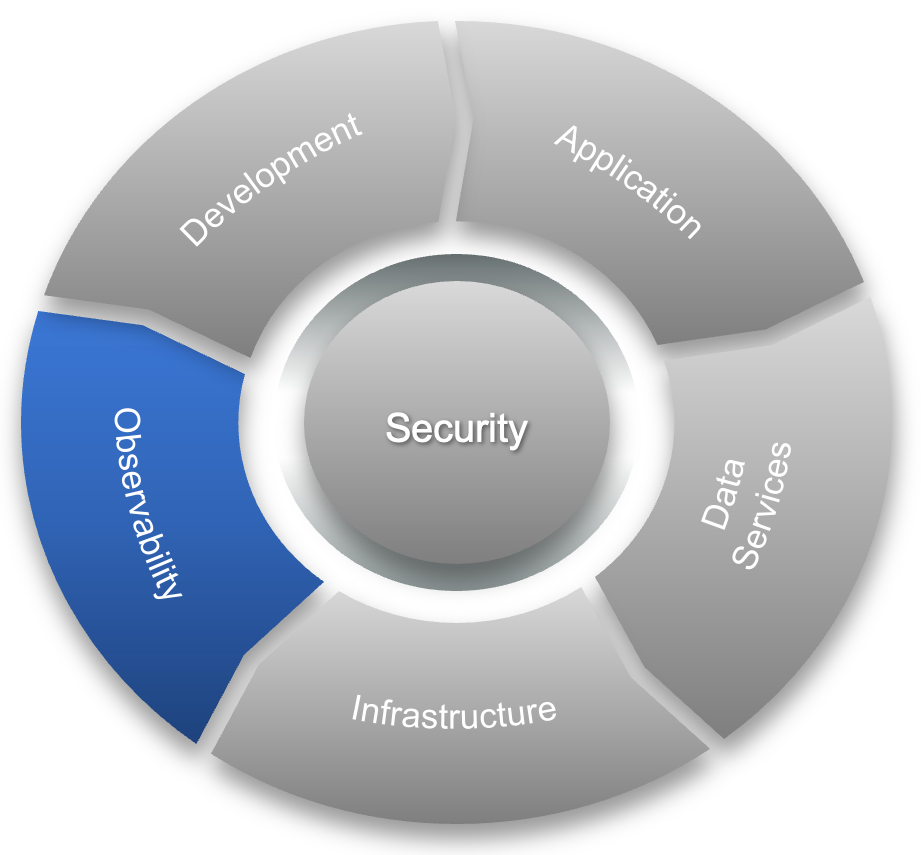 Development
Application
Observability
Security
Data
Services
Infrastructure